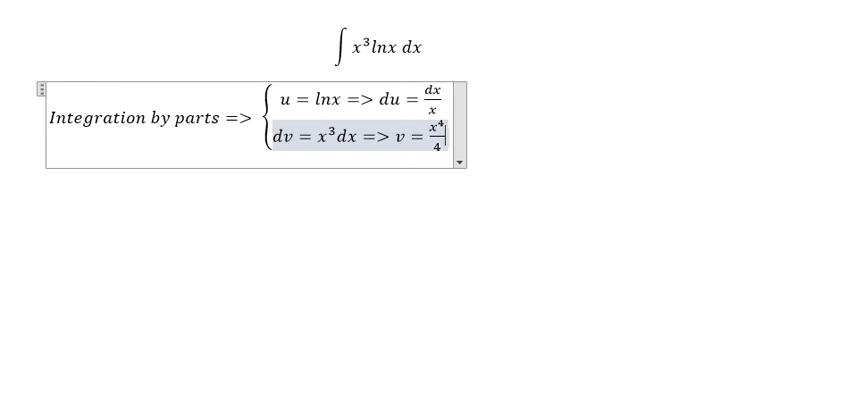 ∫ x³lnx dx
Integration by parts => { u = lnx => du = dx/x
dv = x³dx => v = x⁴/4